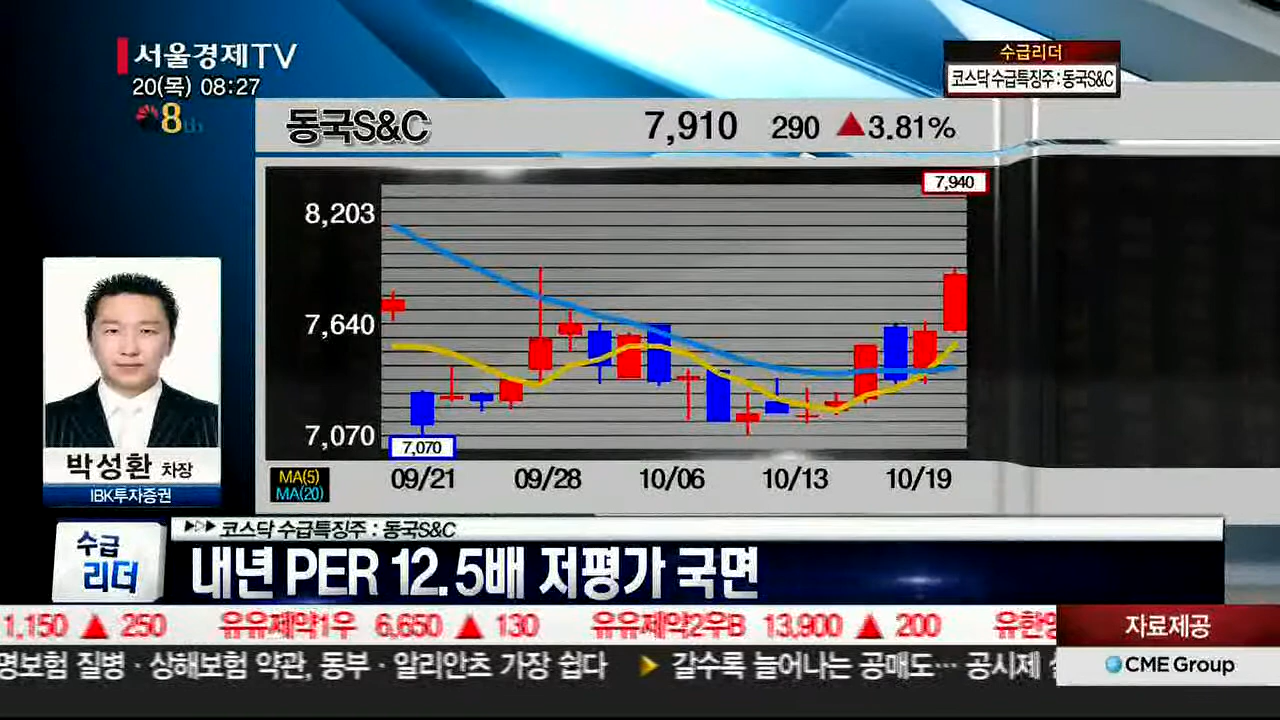 서울경제TV
20(목) 08:27
8th
수급리더
코스닥 수급특징주 : 동국S&C
동국S&C 7,910 290 ▲3.81%
7,940
8,203
7,640
7,070
7,070
MA(5)
MA(20)
09/21 09/28 10/06 10/13 10/19
박성환 차장
IBK투자증권
수급
리더
코스닥 수급특징주 : 동국S&C
내년 PER 12.5배 저평가 국면
1,150 ▲ 250 유유제약1우 6,650 ▲ 130 유유제약2우B 13,900 ▲ 200 유한양
자료제공
명보험 질병·상해보험 약관, 동부·알리안츠 가장 쉽다 ▶ 갈수록 늘어나는 공매도… 공시제
CME Group